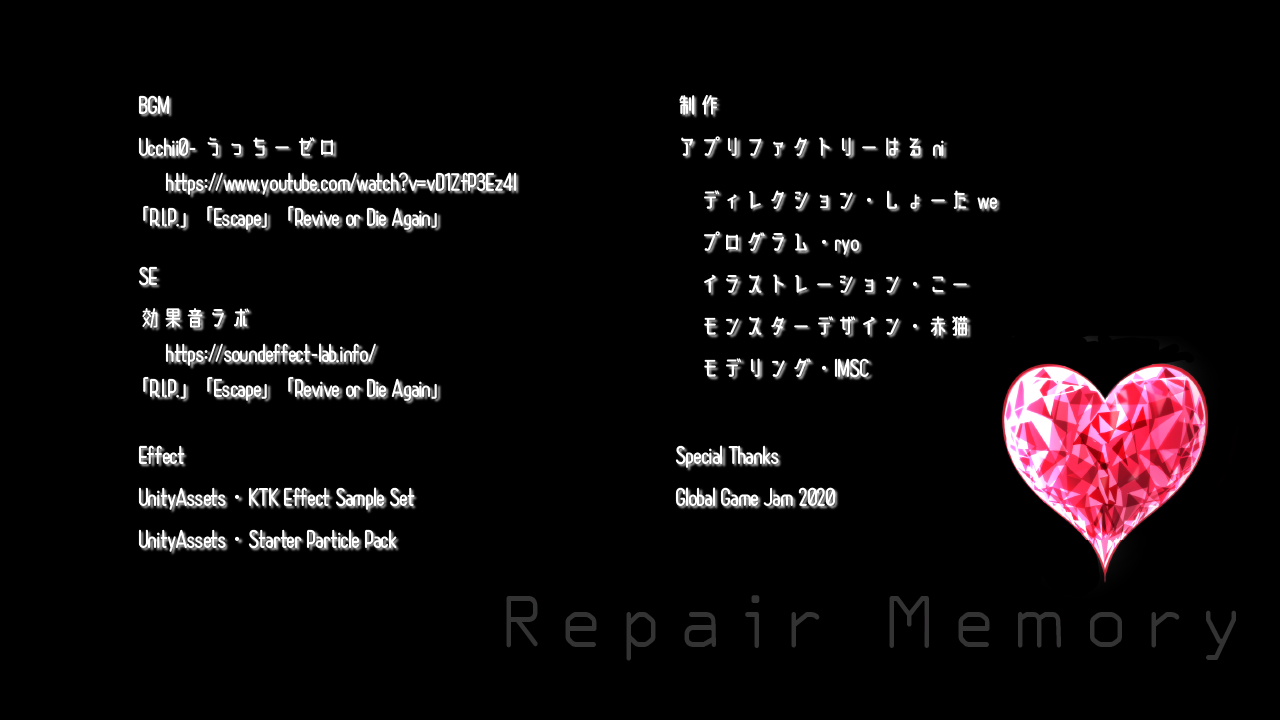 BGM
Ucchii0- うっちーゼロ
https://www.youtube.com/watch?v=vD1ZfP3Ez4I
「R.I.P.」「Escape」「Revive or Die Again」
SE
効果音ラボ
https://soundeffect-lab.info/
「R.I.P.」「Escape」「Revive or Die Again」
Effect
UnityAssets・KTK Effect Sample Set
UnityAssets・Starter Particle Pack
制作
アプリファクトリーはる ni
ディレクション・しょーた we
プログラム・ryo
イラストレーション・こー
モンスターデザイン・赤猫
モデリング・IMSC
Special Thanks
Global Game Jam 2020
Repair Memory